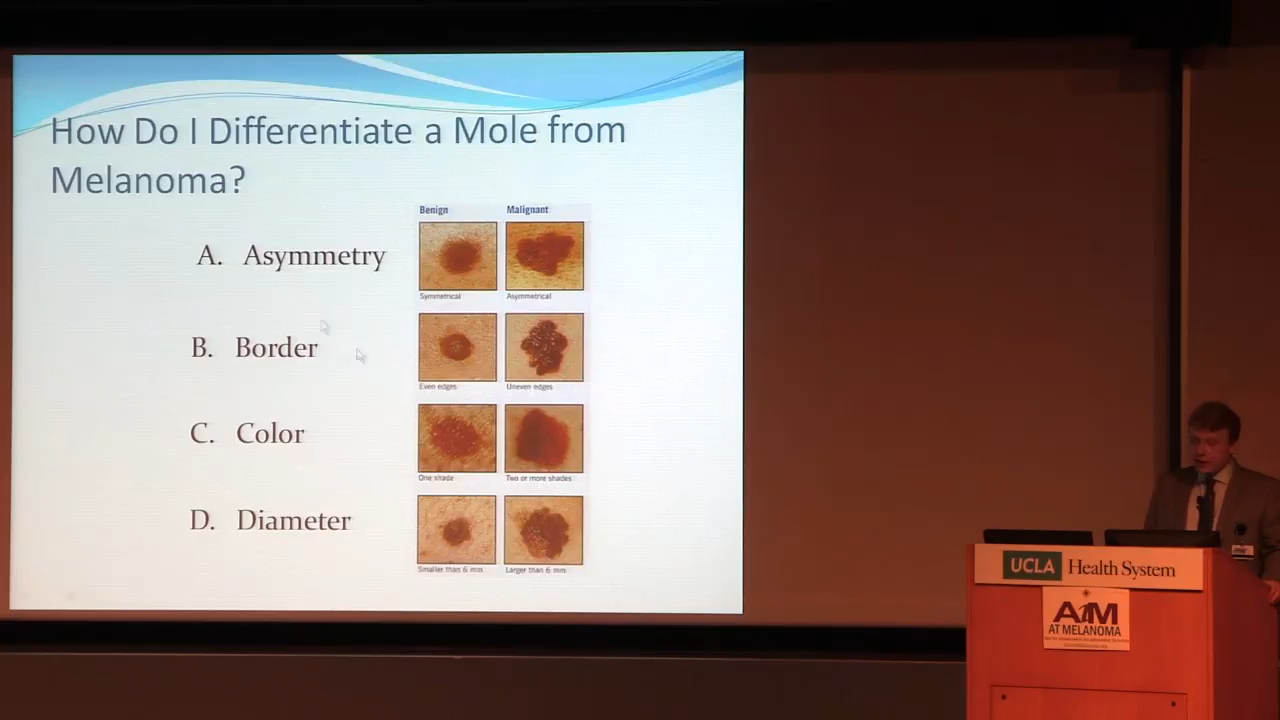 How Do I Differentiate a Mole from
Melanoma?
Benign Malignant
A. Asymmetry
Symmetrical Asymmetrical
B. Border
Even edges Uneven edges
C. Color
One shade Two or more shades
D. Diameter
Smaller than 6 mm Larger than 6 mm
UCLA Health System
AIM
AT MELANOMA